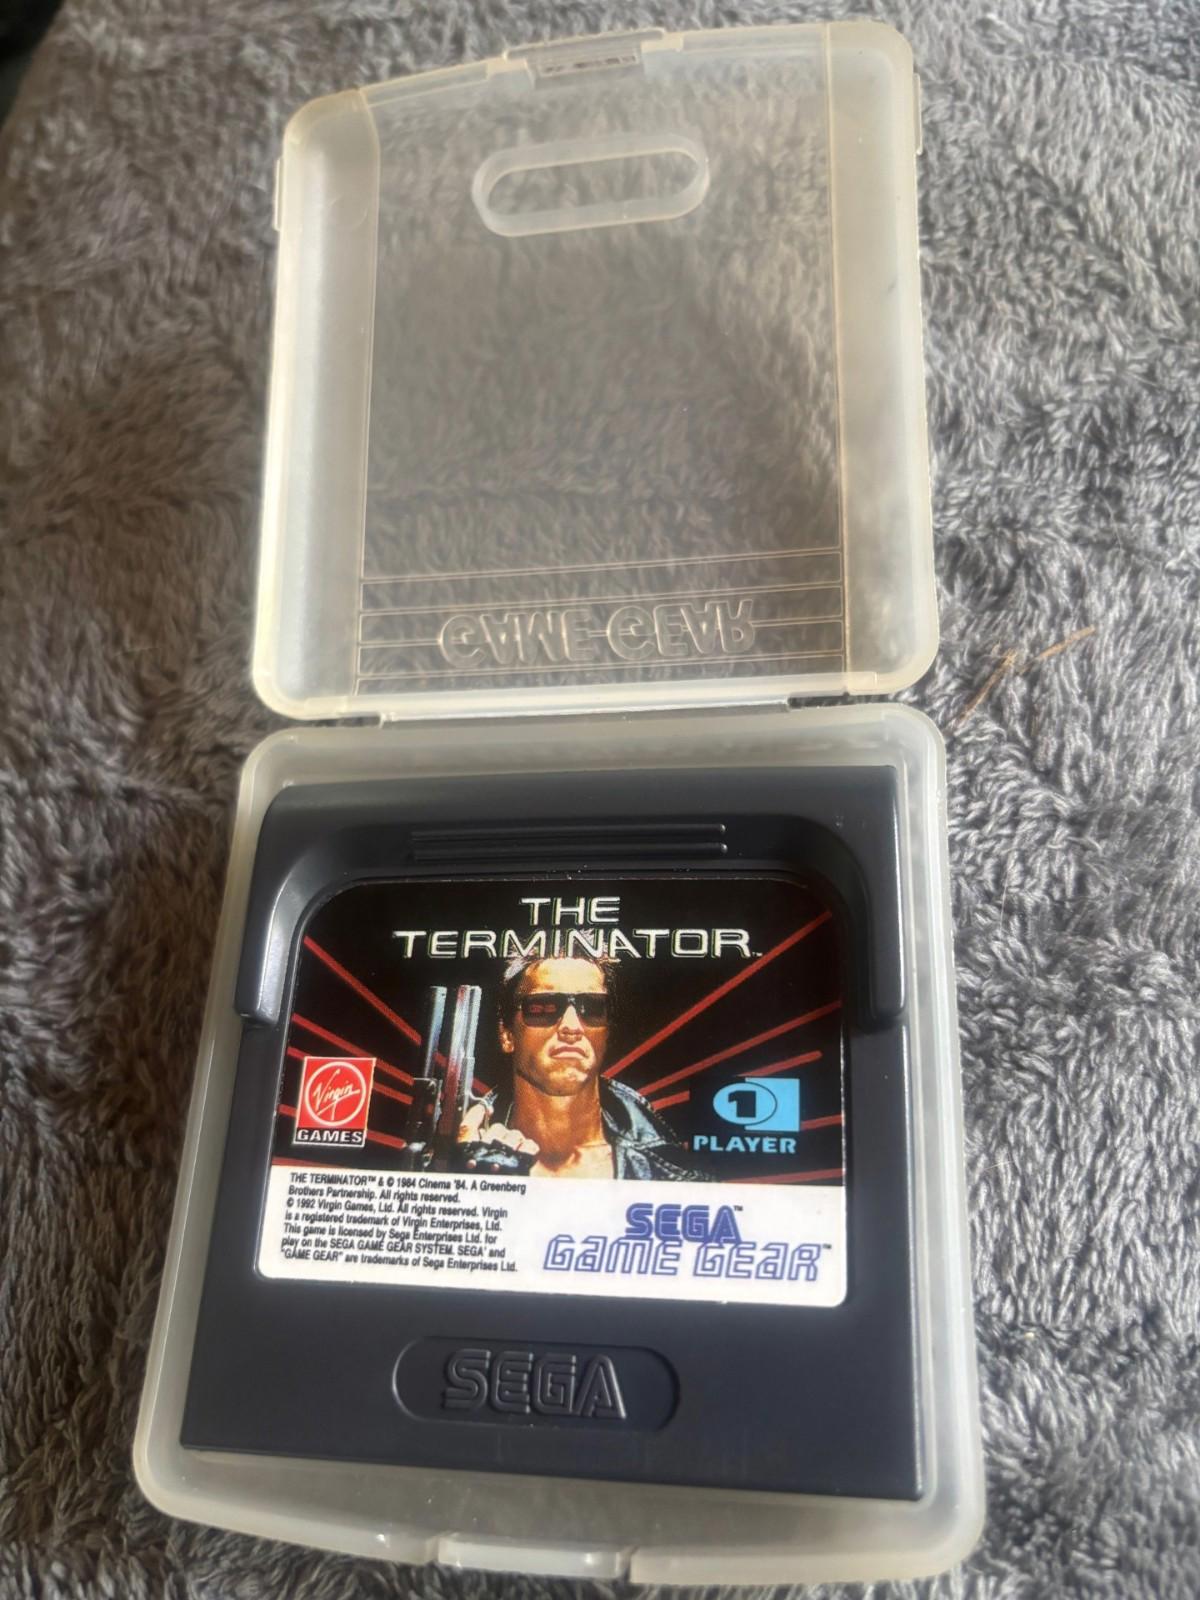 GAME GEAR
THE
TERMINATOR™
Virgin
GAMES
1
PLAYER
THE TERMINATOR™ & © 1984 Cinema '84. A Greenberg
Brothers Partnership. All rights reserved.
© 1992 Virgin Games, Ltd. All rights reserved. Virgin
is a registered trademark of Virgin Enterprises, Ltd.
This game is licensed by Sega Enterprises Ltd. for
play on the SEGA GAME GEAR SYSTEM. SEGA' and
"GAME GEAR" are trademarks of Sega Enterprises Ltd.
SEGA™
GAME GEAR™
SEGA